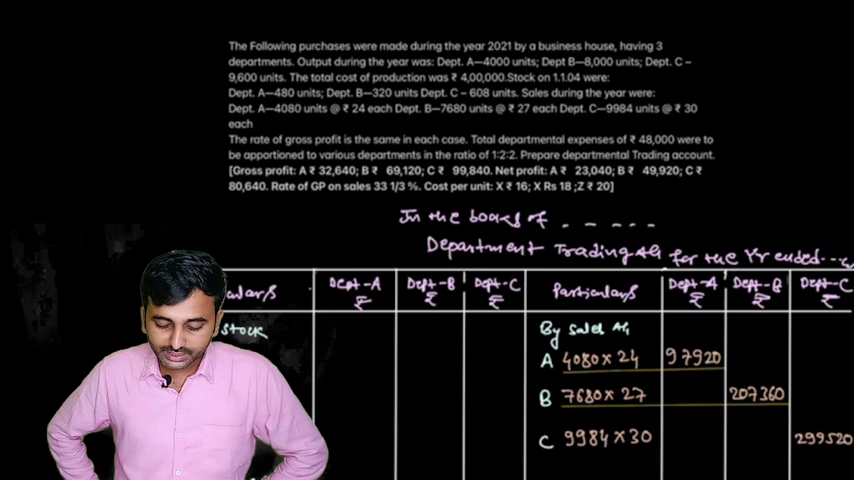 The Following purchases were made during the year 2021 by a business house, having 3
departments. Output during the year was: Dept. A—4000 units; Dept B—8,000 units; Dept. C –
9,600 units. The total cost of production was ₹ 4,00,000.Stock on 1.1.04 were:
Dept. A—480 units; Dept. B—320 units Dept. C – 608 units. Sales during the year were:
Dept. A—4080 units @ ₹ 24 each Dept. B—7680 units @ ₹ 27 each Dept. C—9984 units @ ₹ 30
each
The rate of gross profit is the same in each case. Total departmental expenses of ₹ 48,000 were to
be apportioned to various departments in the ratio of 1:2:2. Prepare departmental Trading account.
[Gross profit: A ₹ 32,640; B ₹ 69,120; C ₹ 99,840. Net profit: A ₹ 23,040; B ₹ 49,920; C ₹
80,640. Rate of GP on sales 33 1/3 %. Cost per unit: X ₹ 16; X Rs 18 ;Z ₹ 20]
In the books of - - - - - -
Department Trading A/c for the Yr ended
Dept-A ₹ Dept-B ₹ Dept-C ₹ Particulars Dept-A ₹ Dept-B ₹ Dept-C ₹
stock By Sales A/c
A 4080 × 24 97920
B 7680 × 27 207360
C 9984 × 30 299520